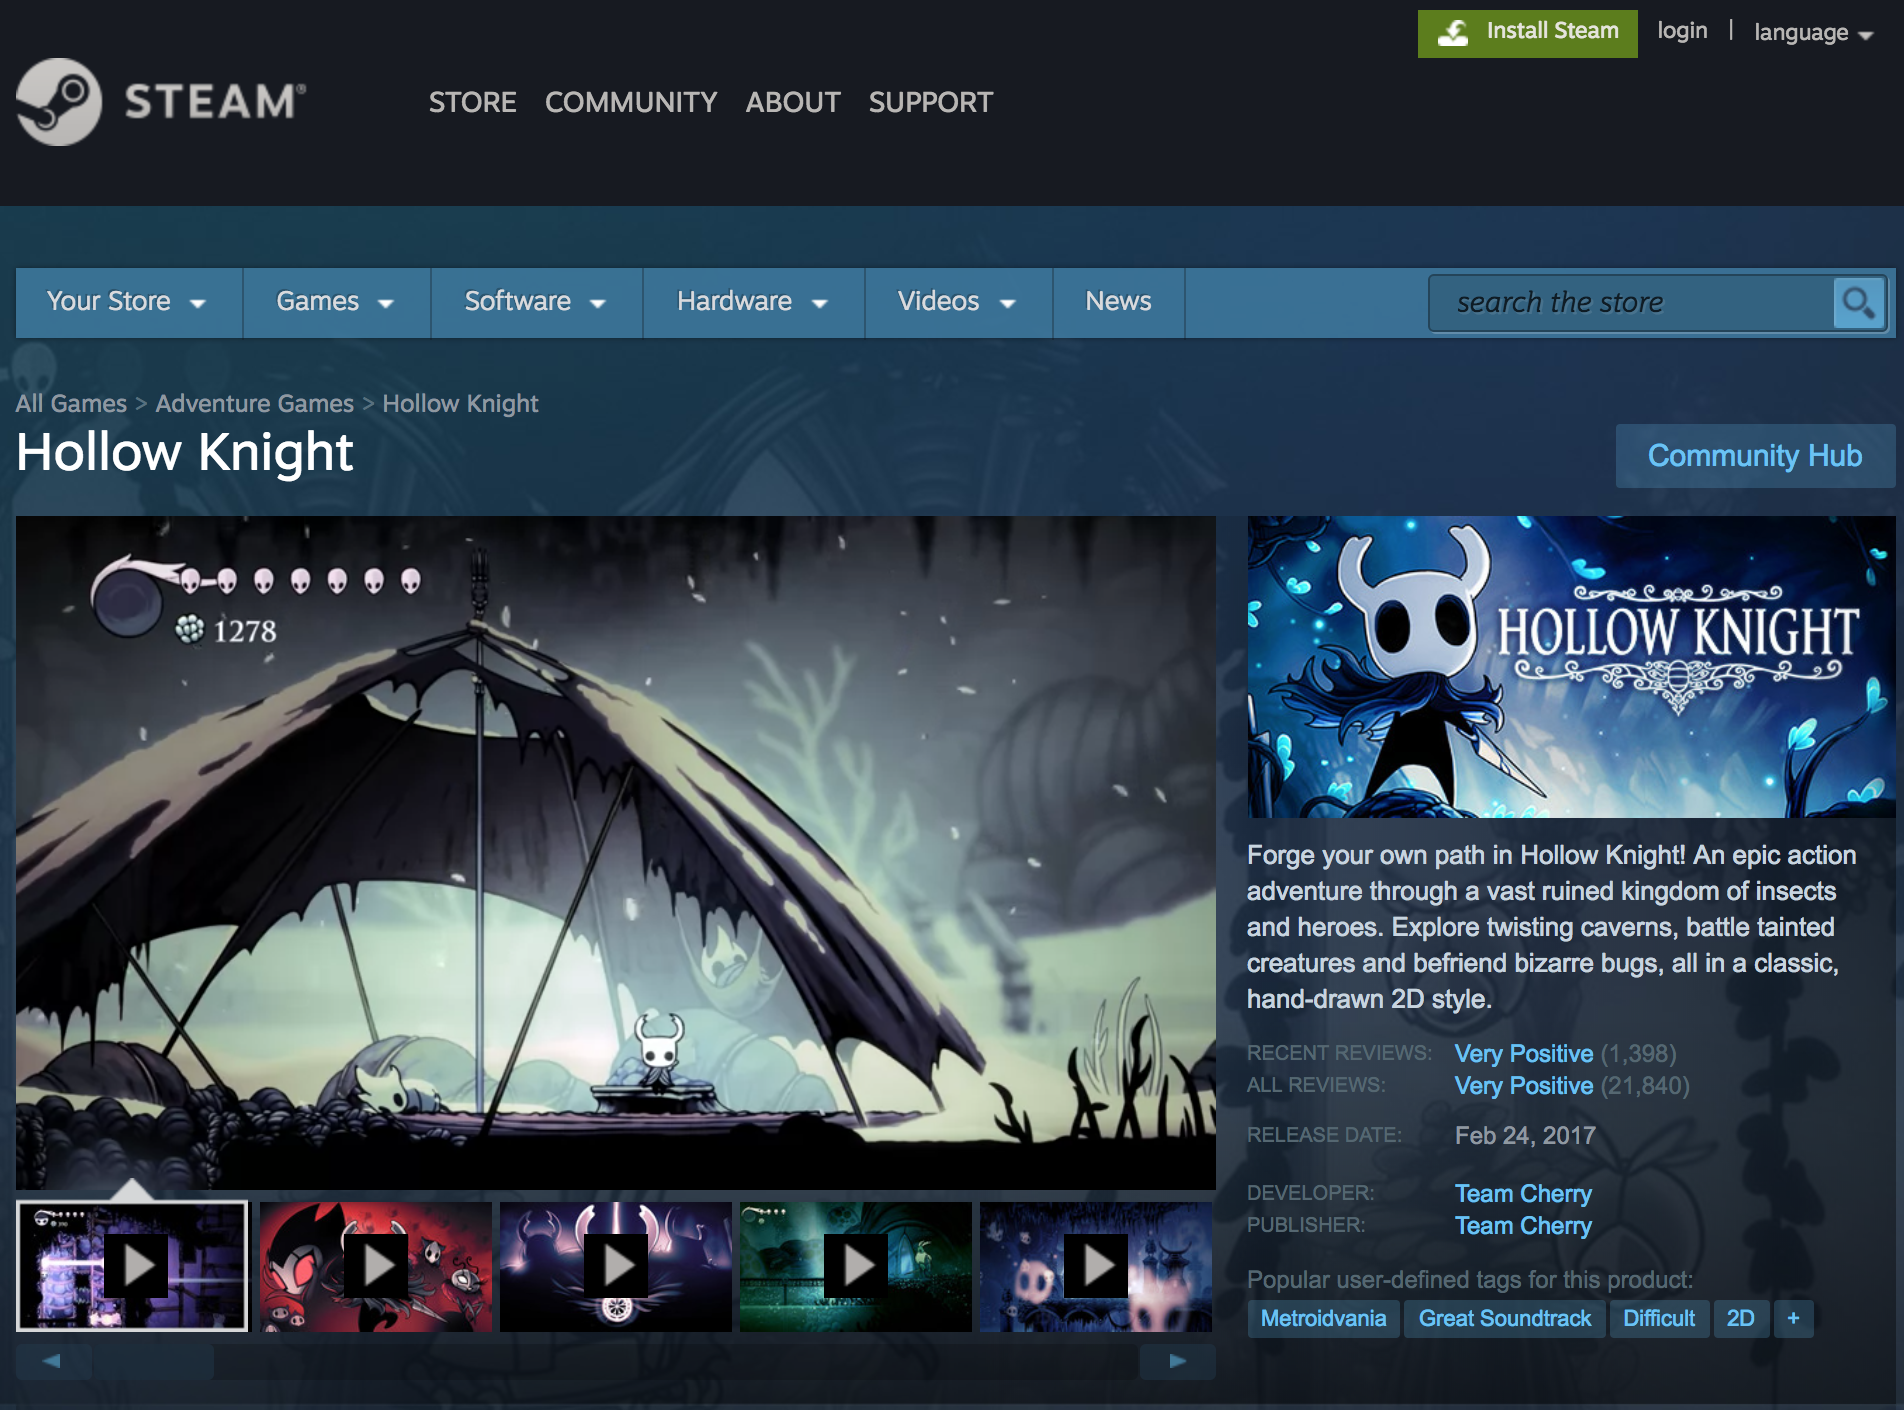 Install Steam login | language
STEAM®
STORE COMMUNITY ABOUT SUPPORT
Your Store Games Software Hardware Videos News search the store
All Games > Adventure Games > Hollow Knight
Hollow Knight
Community Hub
1278
HOLLOW KNIGHT
Forge your own path in Hollow Knight! An epic action
adventure through a vast ruined kingdom of insects
and heroes. Explore twisting caverns, battle tainted
creatures and befriend bizarre bugs, all in a classic,
hand-drawn 2D style.
RECENT REVIEWS: Very Positive (1,398)
ALL REVIEWS: Very Positive (21,840)
RELEASE DATE: Feb 24, 2017
DEVELOPER: Team Cherry
PUBLISHER: Team Cherry
Popular user-defined tags for this product:
Metroidvania Great Soundtrack Difficult 2D +